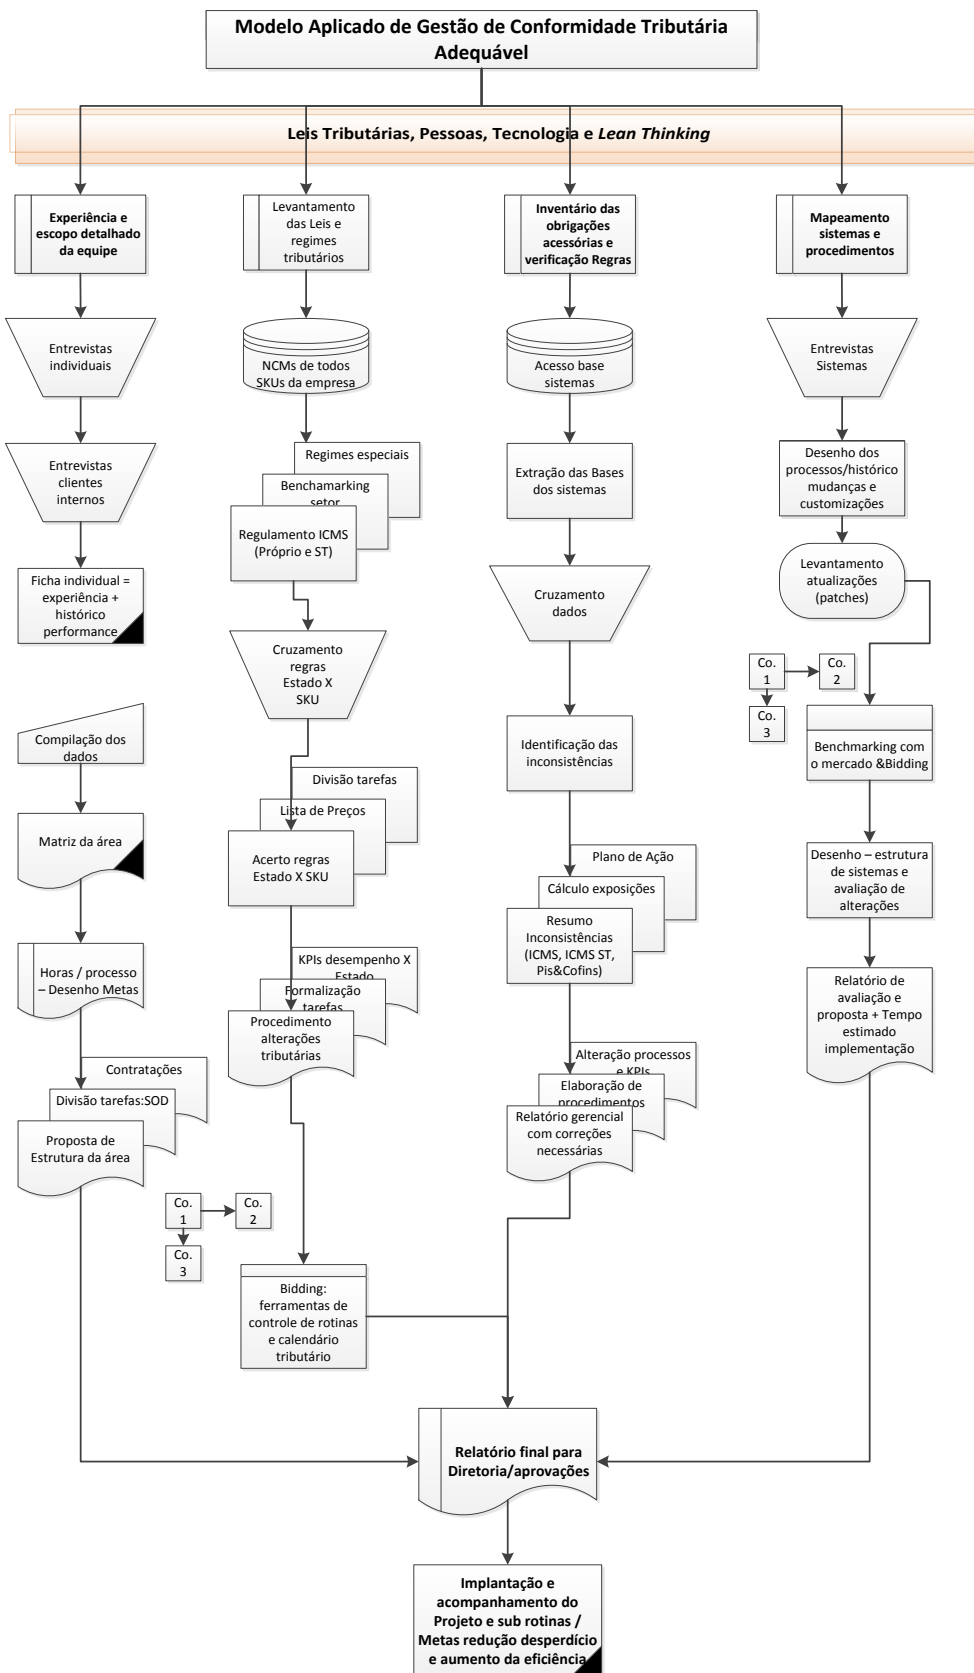 Modelo Aplicado de Gestão de Conformidade Tributária
Adequável
Leis Tributárias, Pessoas, Tecnologia e Lean Thinking
Experiência e
escopo detalhado
da equipe
Entrevistas
individuais
Entrevistas
clientes
internos
Ficha individual =
experiência +
histórico
performance
Compilação dos
dados
Matriz da área
Horas / processo
– Desenho Metas
Contratações
Divisão tarefas:SOD
Proposta de
Estrutura da área
Levantamento
das Leis e
regimes
tributários
NCMs de todos
SKUs da empresa
Regimes especiais
Benchamarking
setor
Regulamento ICMS
(Próprio e ST)
Cruzamento
regras
Estado X
SKU
Divisão tarefas
Lista de Preços
Acerto regras
Estado X SKU
KPIs desempenho X
Estado
Formalização
tarefas
Procedimento
alterações
tributárias
Co.
1
Co.
2
Co.
3
Bidding:
ferramentas de
controle de rotinas
e calendário
tributário
Inventário das
obrigações
acessórias e
verificação Regras
Acesso base
sistemas
Extração das Bases
dos sistemas
Cruzamento
dados
Identificação das
inconsistências
Plano de Ação
Cálculo exposições
Resumo
Inconsistências
(ICMS, ICMS ST,
Pis&Cofins)
Alteração processos
e KPIs
Elaboração de
procedimentos
Relatório gerencial
com correções
necessárias
Mapeamento
sistemas e
procedimentos
Entrevistas
Sistemas
Desenho dos
processos/histórico
mudanças e
customizações
Levantamento
atualizações
(patches)
Co.
1
Co.
2
Co.
3
Benchmarking com
o mercado &Bidding
Desenho – estrutura
de sistemas e
avaliação de
alterações
Relatório de
avaliação e
proposta + Tempo
estimado
implementação
Relatório final para
Diretoria/aprovações
Implantação e
acompanhamento do
Projeto e sub rotinas /
Metas redução desperdício
e aumento da eficiência